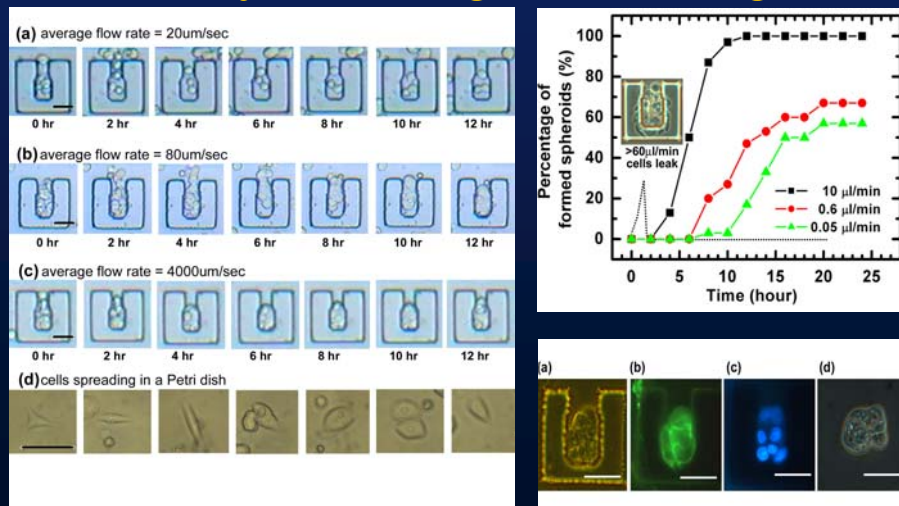 (a) average flow rate = 20um/sec
0 hr 2 hr 4 hr 6 hr 8 hr 10 hr 12 hr
(b) average flow rate = 80um/sec
0 hr 2 hr 4 hr 6 hr 8 hr 10 hr 12 hr
(c) average flow rate = 4000um/sec
0 hr 2 hr 4 hr 6 hr 8 hr 10 hr 12 hr
(d) cells spreading in a Petri dish
Percentage of
formed spheroids (%)
100
80
60
40
20
0
>60μl/min
cells leak
10 μl/min
0.6 μl/min
0.05 μl/min
0 5 10 15 20 25
Time (hour)
(a) (b) (c) (d)